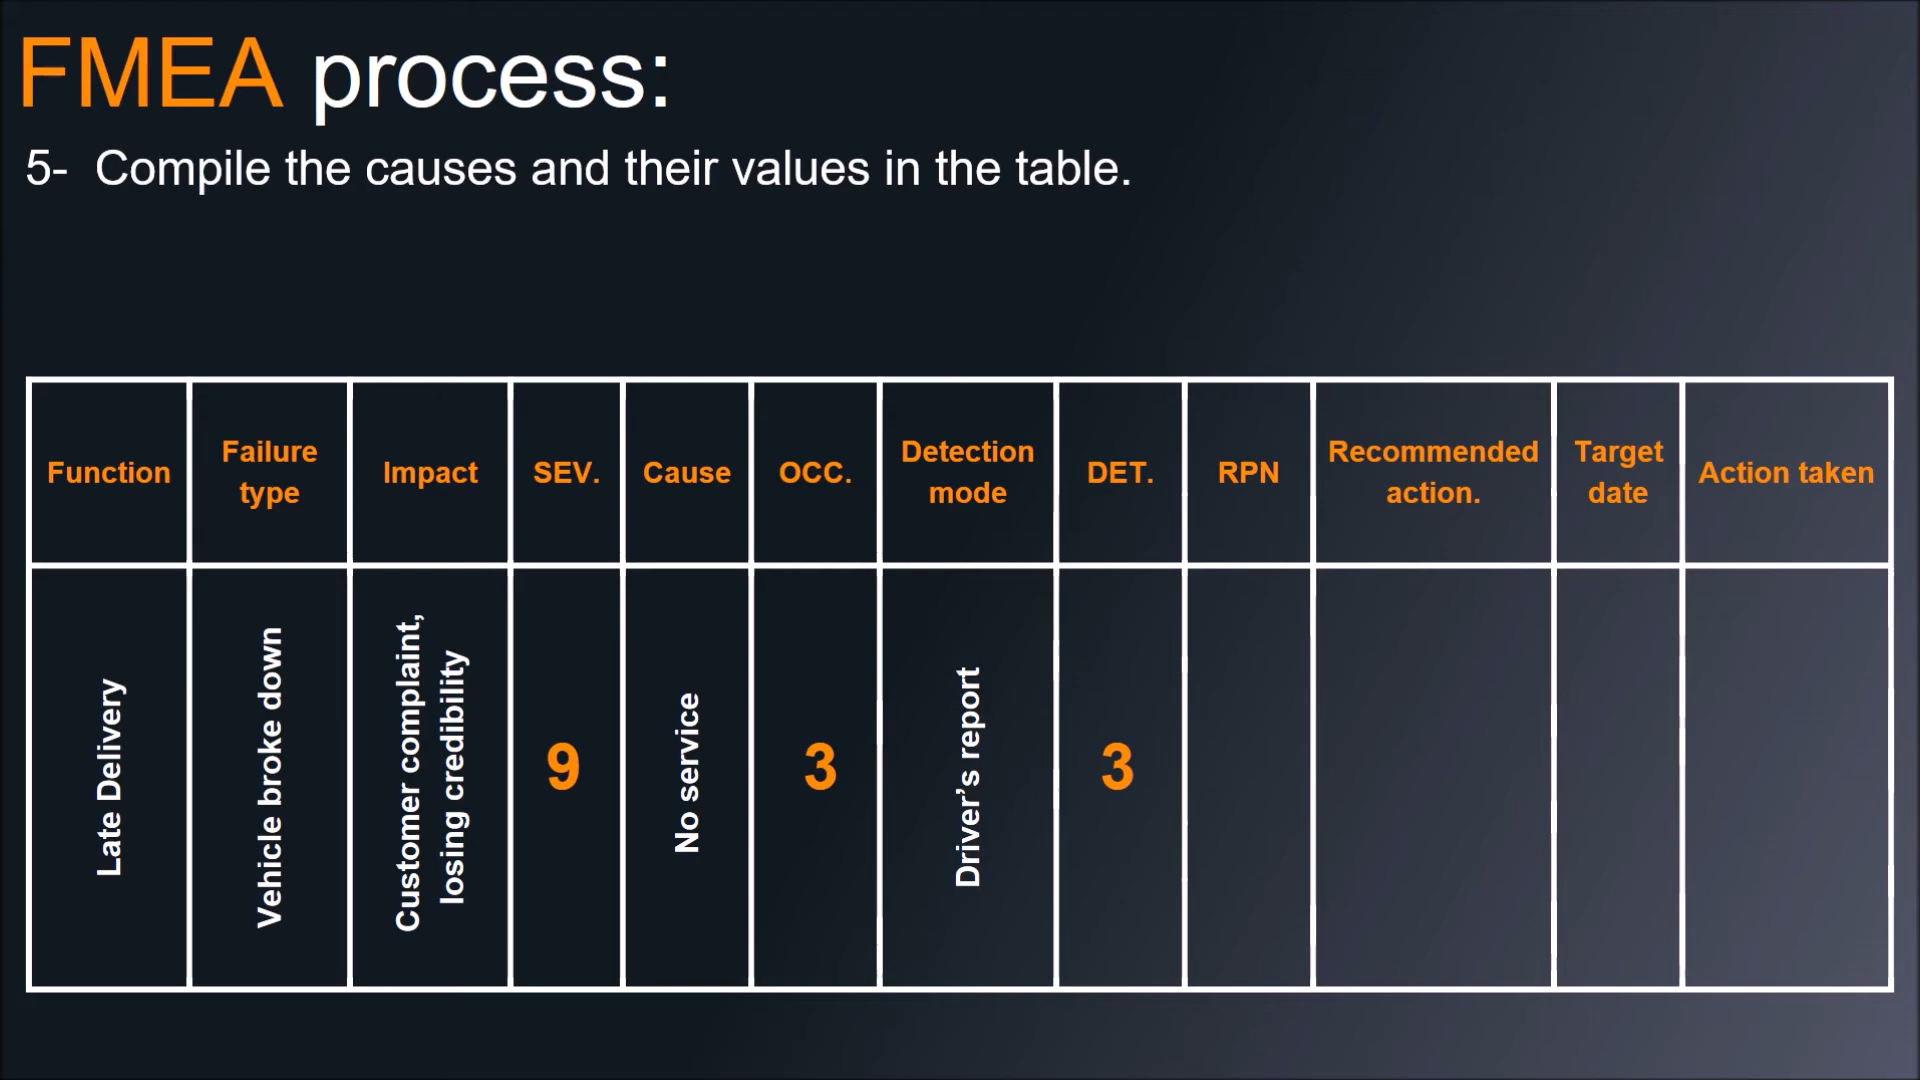 FMEA process:
5- Compile the causes and their values in the table.
Function
Failure
type
Impact
SEV.
Cause
OCC.
Detection
mode
DET.
RPN
Recommended
action.
Target
date
Action taken
Late Delivery
Vehicle broke down
Customer complaint,
losing credibility
9
No service
3
Driver’s report
3